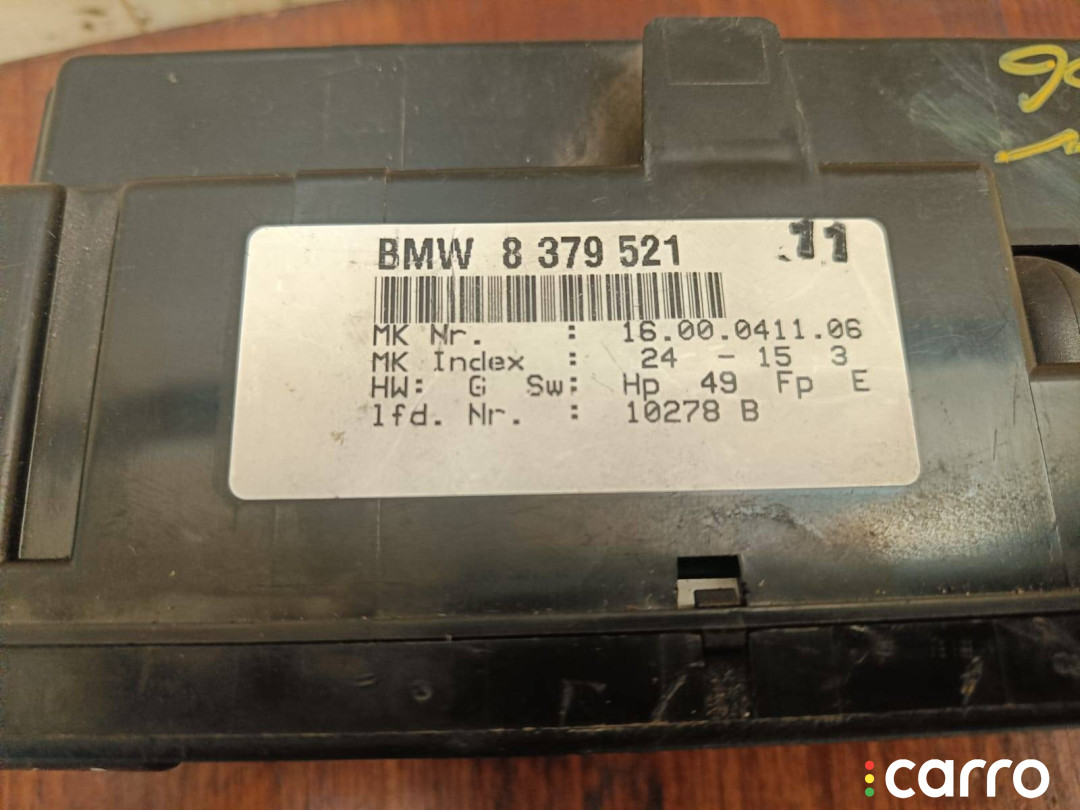 BMW 8 379 521 11
MK Nr. : 16.00.0411.06
MK Index : 24 - 15 3
HW: G Sw: Hp 49 Fp E
lfd. Nr. : 10278 B
carro